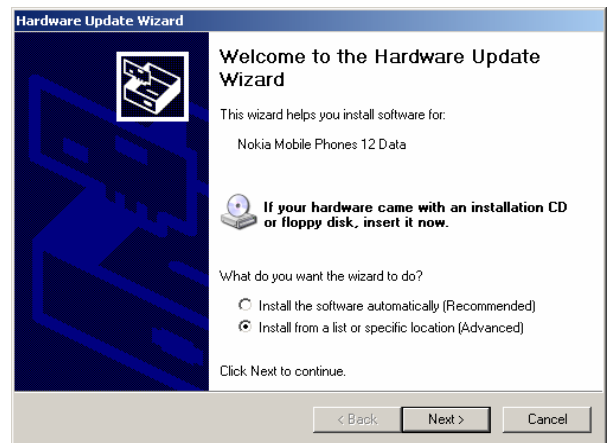 Hardware Update Wizard
Welcome to the Hardware Update
Wizard
This wizard helps you install software for:
Nokia Mobile Phones 12 Data
If your hardware came with an installation CD
or floppy disk, insert it now.
What do you want the wizard to do?
Install the software automatically (Recommended)
Install from a list or specific location (Advanced)
Click Next to continue.
< Back Next > Cancel